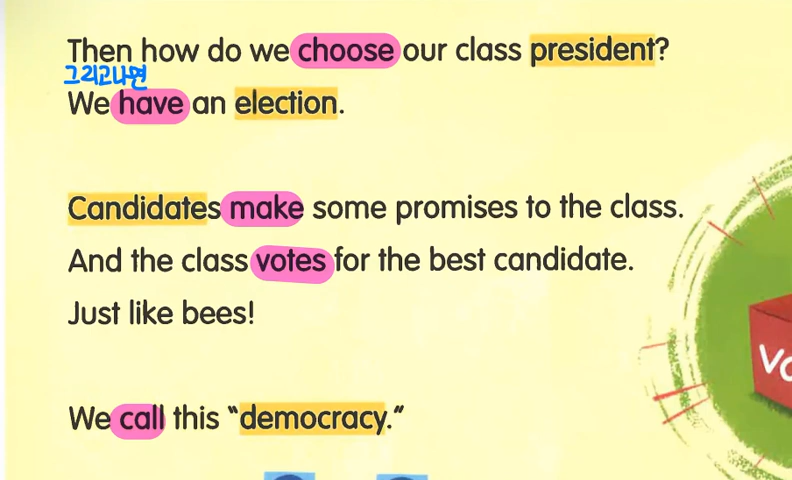 Then how do we choose our class president?
그리고나면
We have an election.
Candidates make some promises to the class.
And the class votes for the best candidate.
Just like bees!
We call this “democracy.”